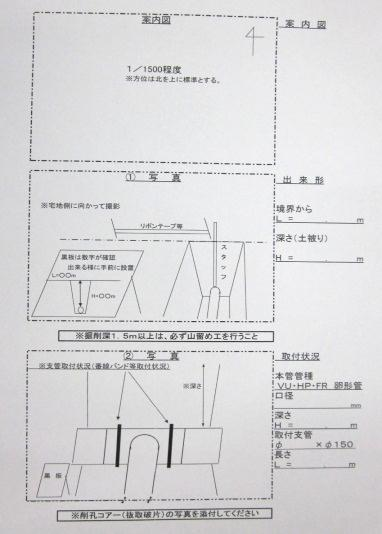 案内図
案内図
1／1500程度
※方位は北を上に標準とする。
① 写真
出来形
※宅地側に向かって撮影
リボンテープ等
スタッフ
黒板は数字が確認
出来る様に手前に設置
L=〇〇m
H=〇〇m
境界から
L = . m
深さ(土被り)
H = . m
※掘削深1.5m以上は、必ず山留め工を行うこと
② 写真
取付状況
※支管取付状況(番線バンド等取付状況)
※深さ
黒板
本管管種
VU・HP・FR 卵形管
口径
mm
深さ
H = . m
取付支管
φ ×φ150
長さ
L = . m
※削孔コアー(抜取破片)の写真を添付してください